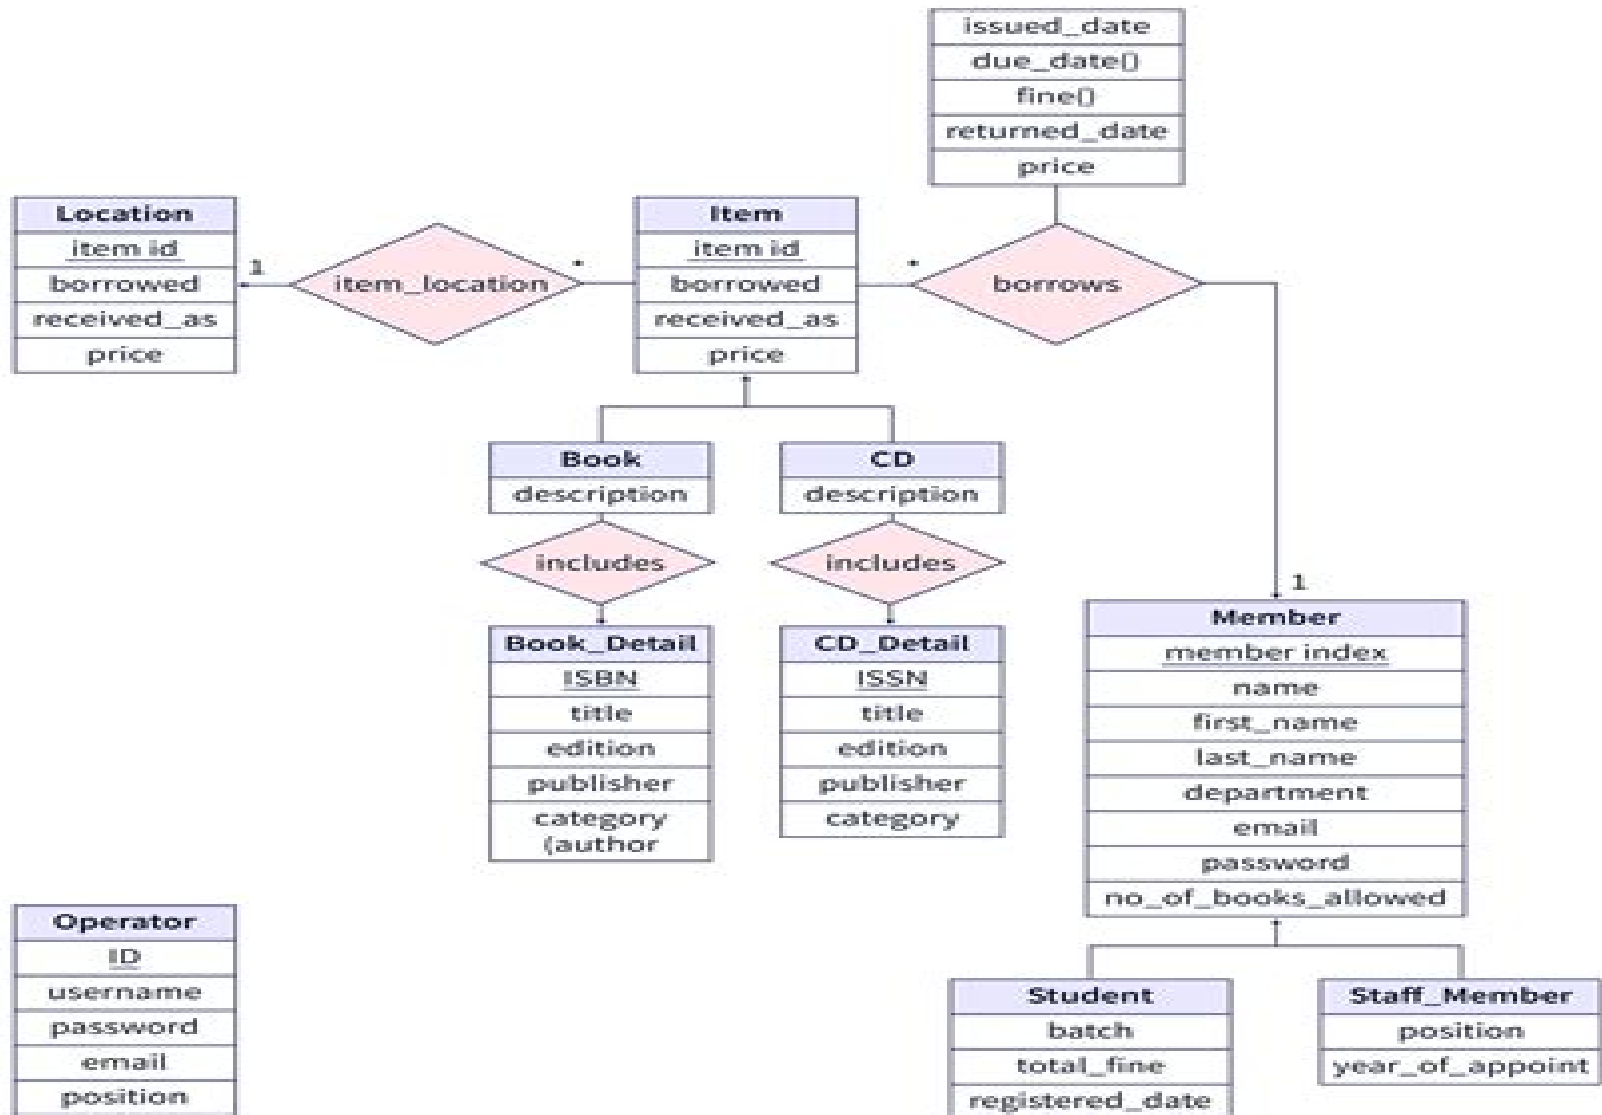 issued_date
due_date()
fine()
returned_date
price
Location
item id
borrowed
received_as
price
1
item_location
*
Item
item id
borrowed
received_as
price
*
borrows
1
Book
description
includes
Book_Detail
ISBN
title
edition
publisher
category
(author
CD
description
includes
CD_Detail
ISSN
title
edition
publisher
category
Member
member index
name
first_name
last_name
department
email
password
no_of_books_allowed
Operator
ID
username
password
email
position
Student
batch
total_fine
registered_date
Staff_Member
position
year_of_appoint